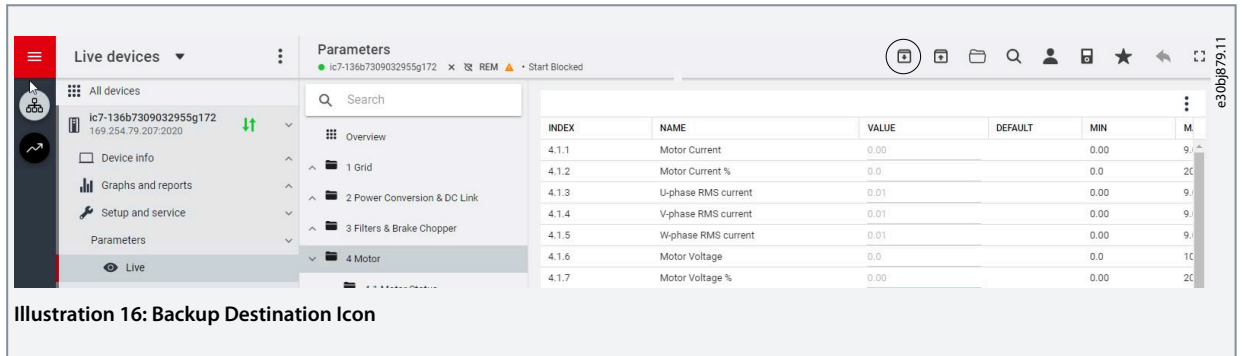 Live devices
Parameters
ic7-136b7309032955g172 REM • Start Blocked
All devices
ic7-136b7309032955g172
169.254.79.207:2020
Device info
Graphs and reports
Setup and service
Parameters
Live
Search
Overview
1 Grid
2 Power Conversion & DC Link
3 Filters & Brake Chopper
4 Motor
INDEX NAME VALUE DEFAULT MIN
4.1.1 Motor Current 0.00 0.00
4.1.2 Motor Current % 0.0 0.0
4.1.3 U-phase RMS current 0.01 0.00
4.1.4 V-phase RMS current 0.01 0.00
4.1.5 W-phase RMS current 0.01 0.00
4.1.6 Motor Voltage 0.0 0.0
4.1.7 Motor Voltage % 0.00 0.00
e30bj879.11
Illustration 16: Backup Destination Icon